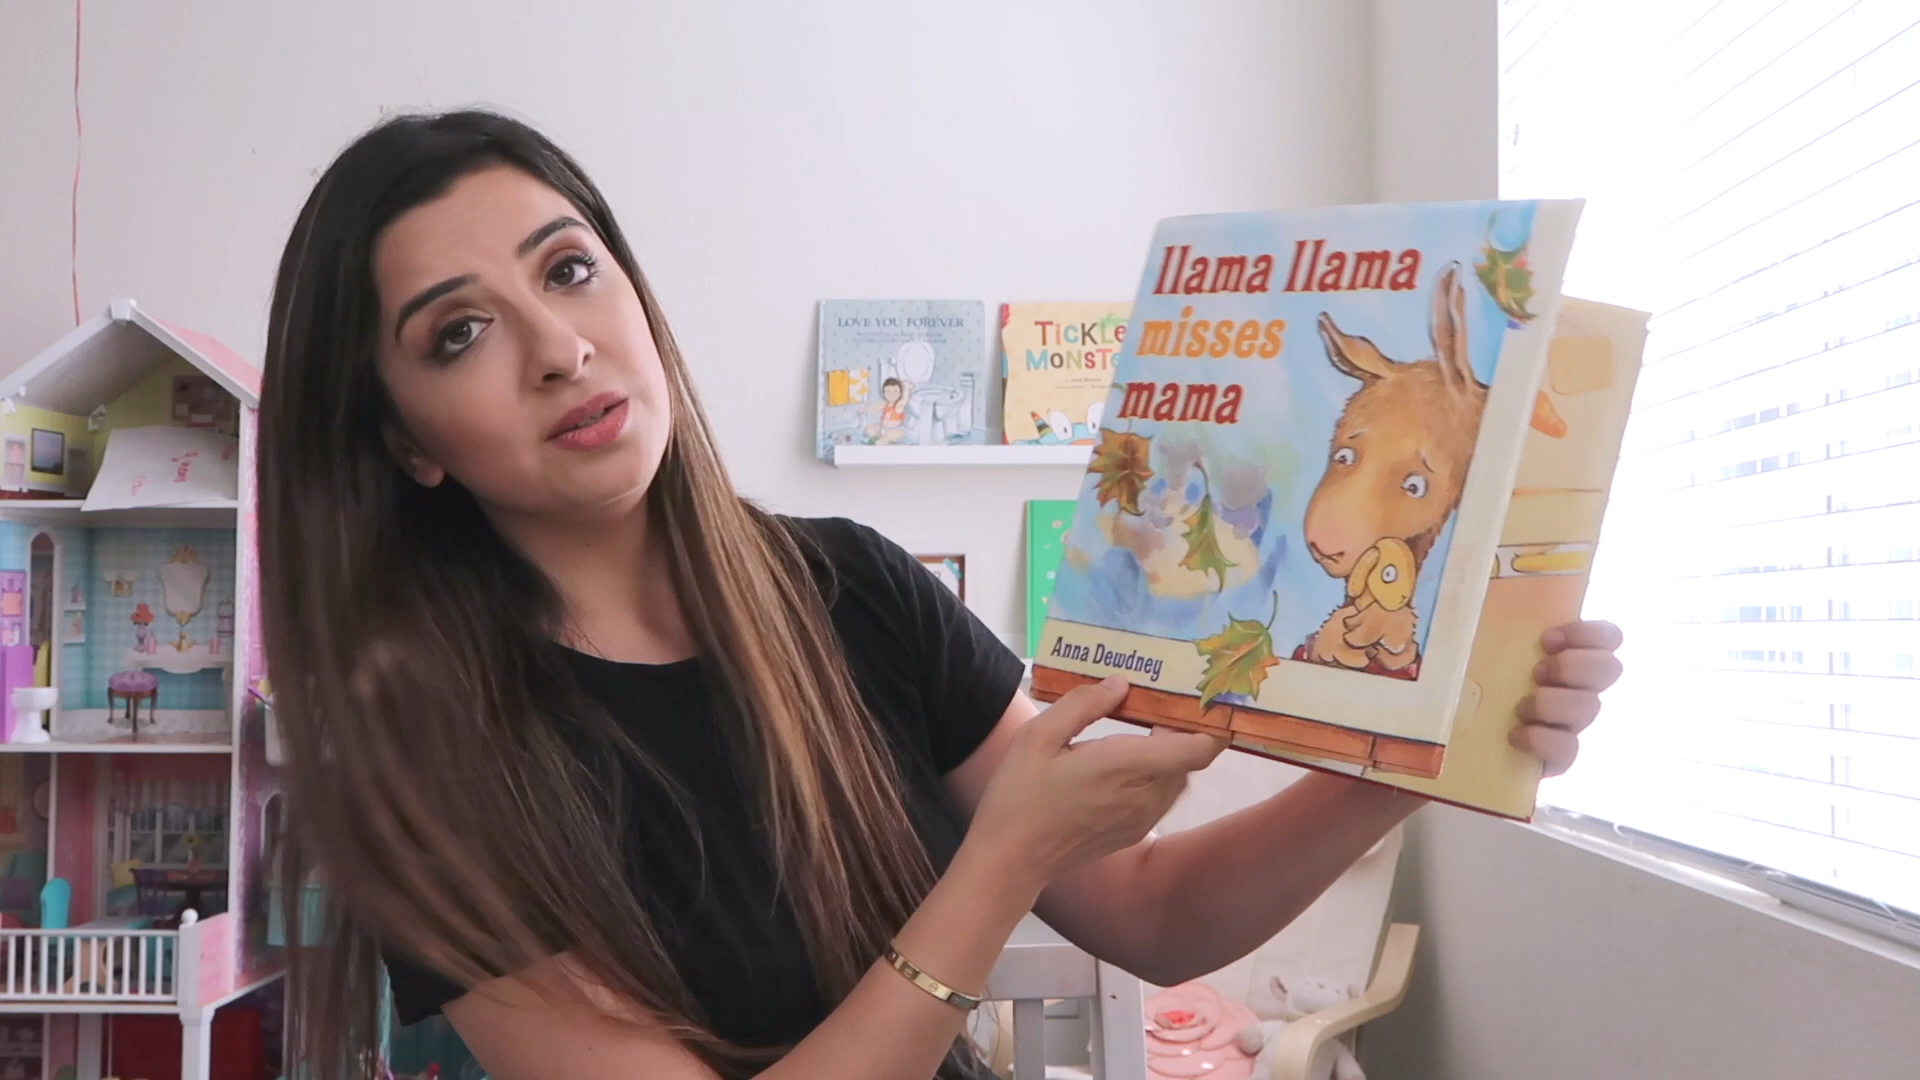 LOVE YOU FOREVER
TICKLE
MONSTE
llama llama
misses
mama
Anna Dewdney